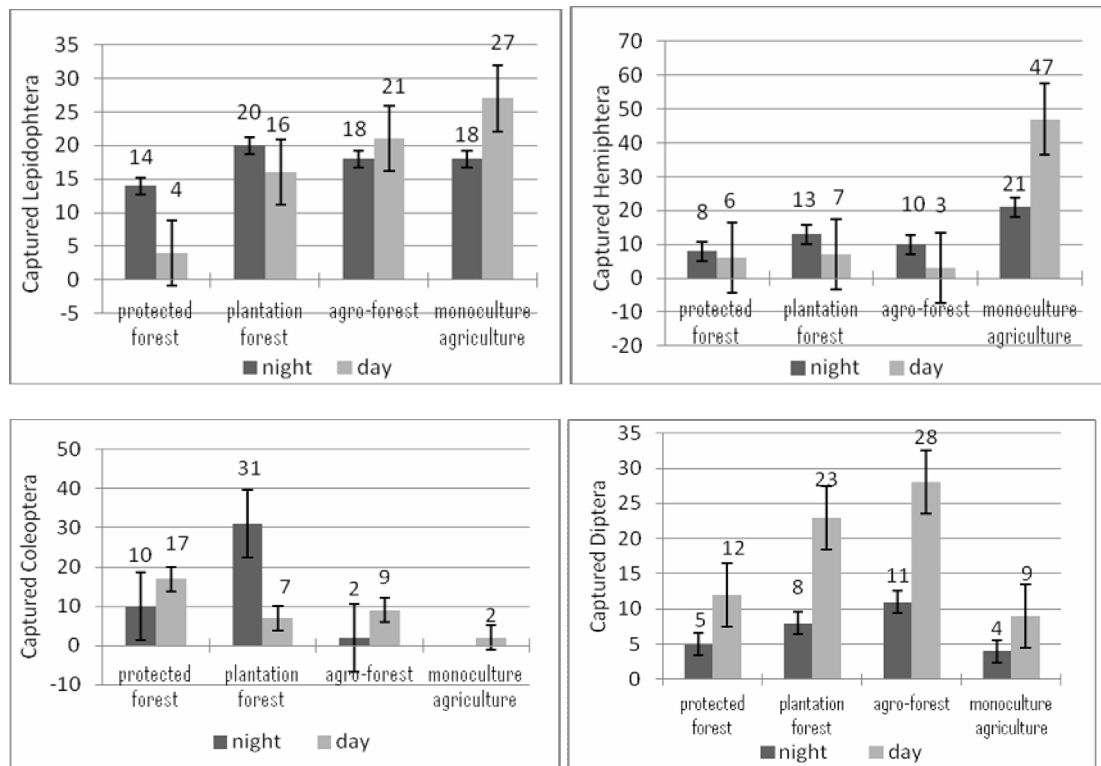 Captured Lepidophtera
35
30
25
20
15
10
5
0
-5
14
4
20
16
18
21
18
27
protected forest
plantation forest
agro-forest
monoculture agriculture
night day
Captured Hemiphtera
70
60
50
40
30
20
10
0
-10
-20
8
6
13
7
10
3
21
47
protected forest
plantation forest
agro-forest
monoculture agriculture
night day
Captured Coleoptera
50
40
30
20
10
0
-10
10
17
31
7
2
9
2
protected forest
plantation forest
agro-forest
monoculture agriculture
night day
Captured Diptera
35
30
25
20
15
10
5
0
5
12
8
23
11
28
4
9
protected forest
plantation forest
agro-forest
monoculture agriculture
night day